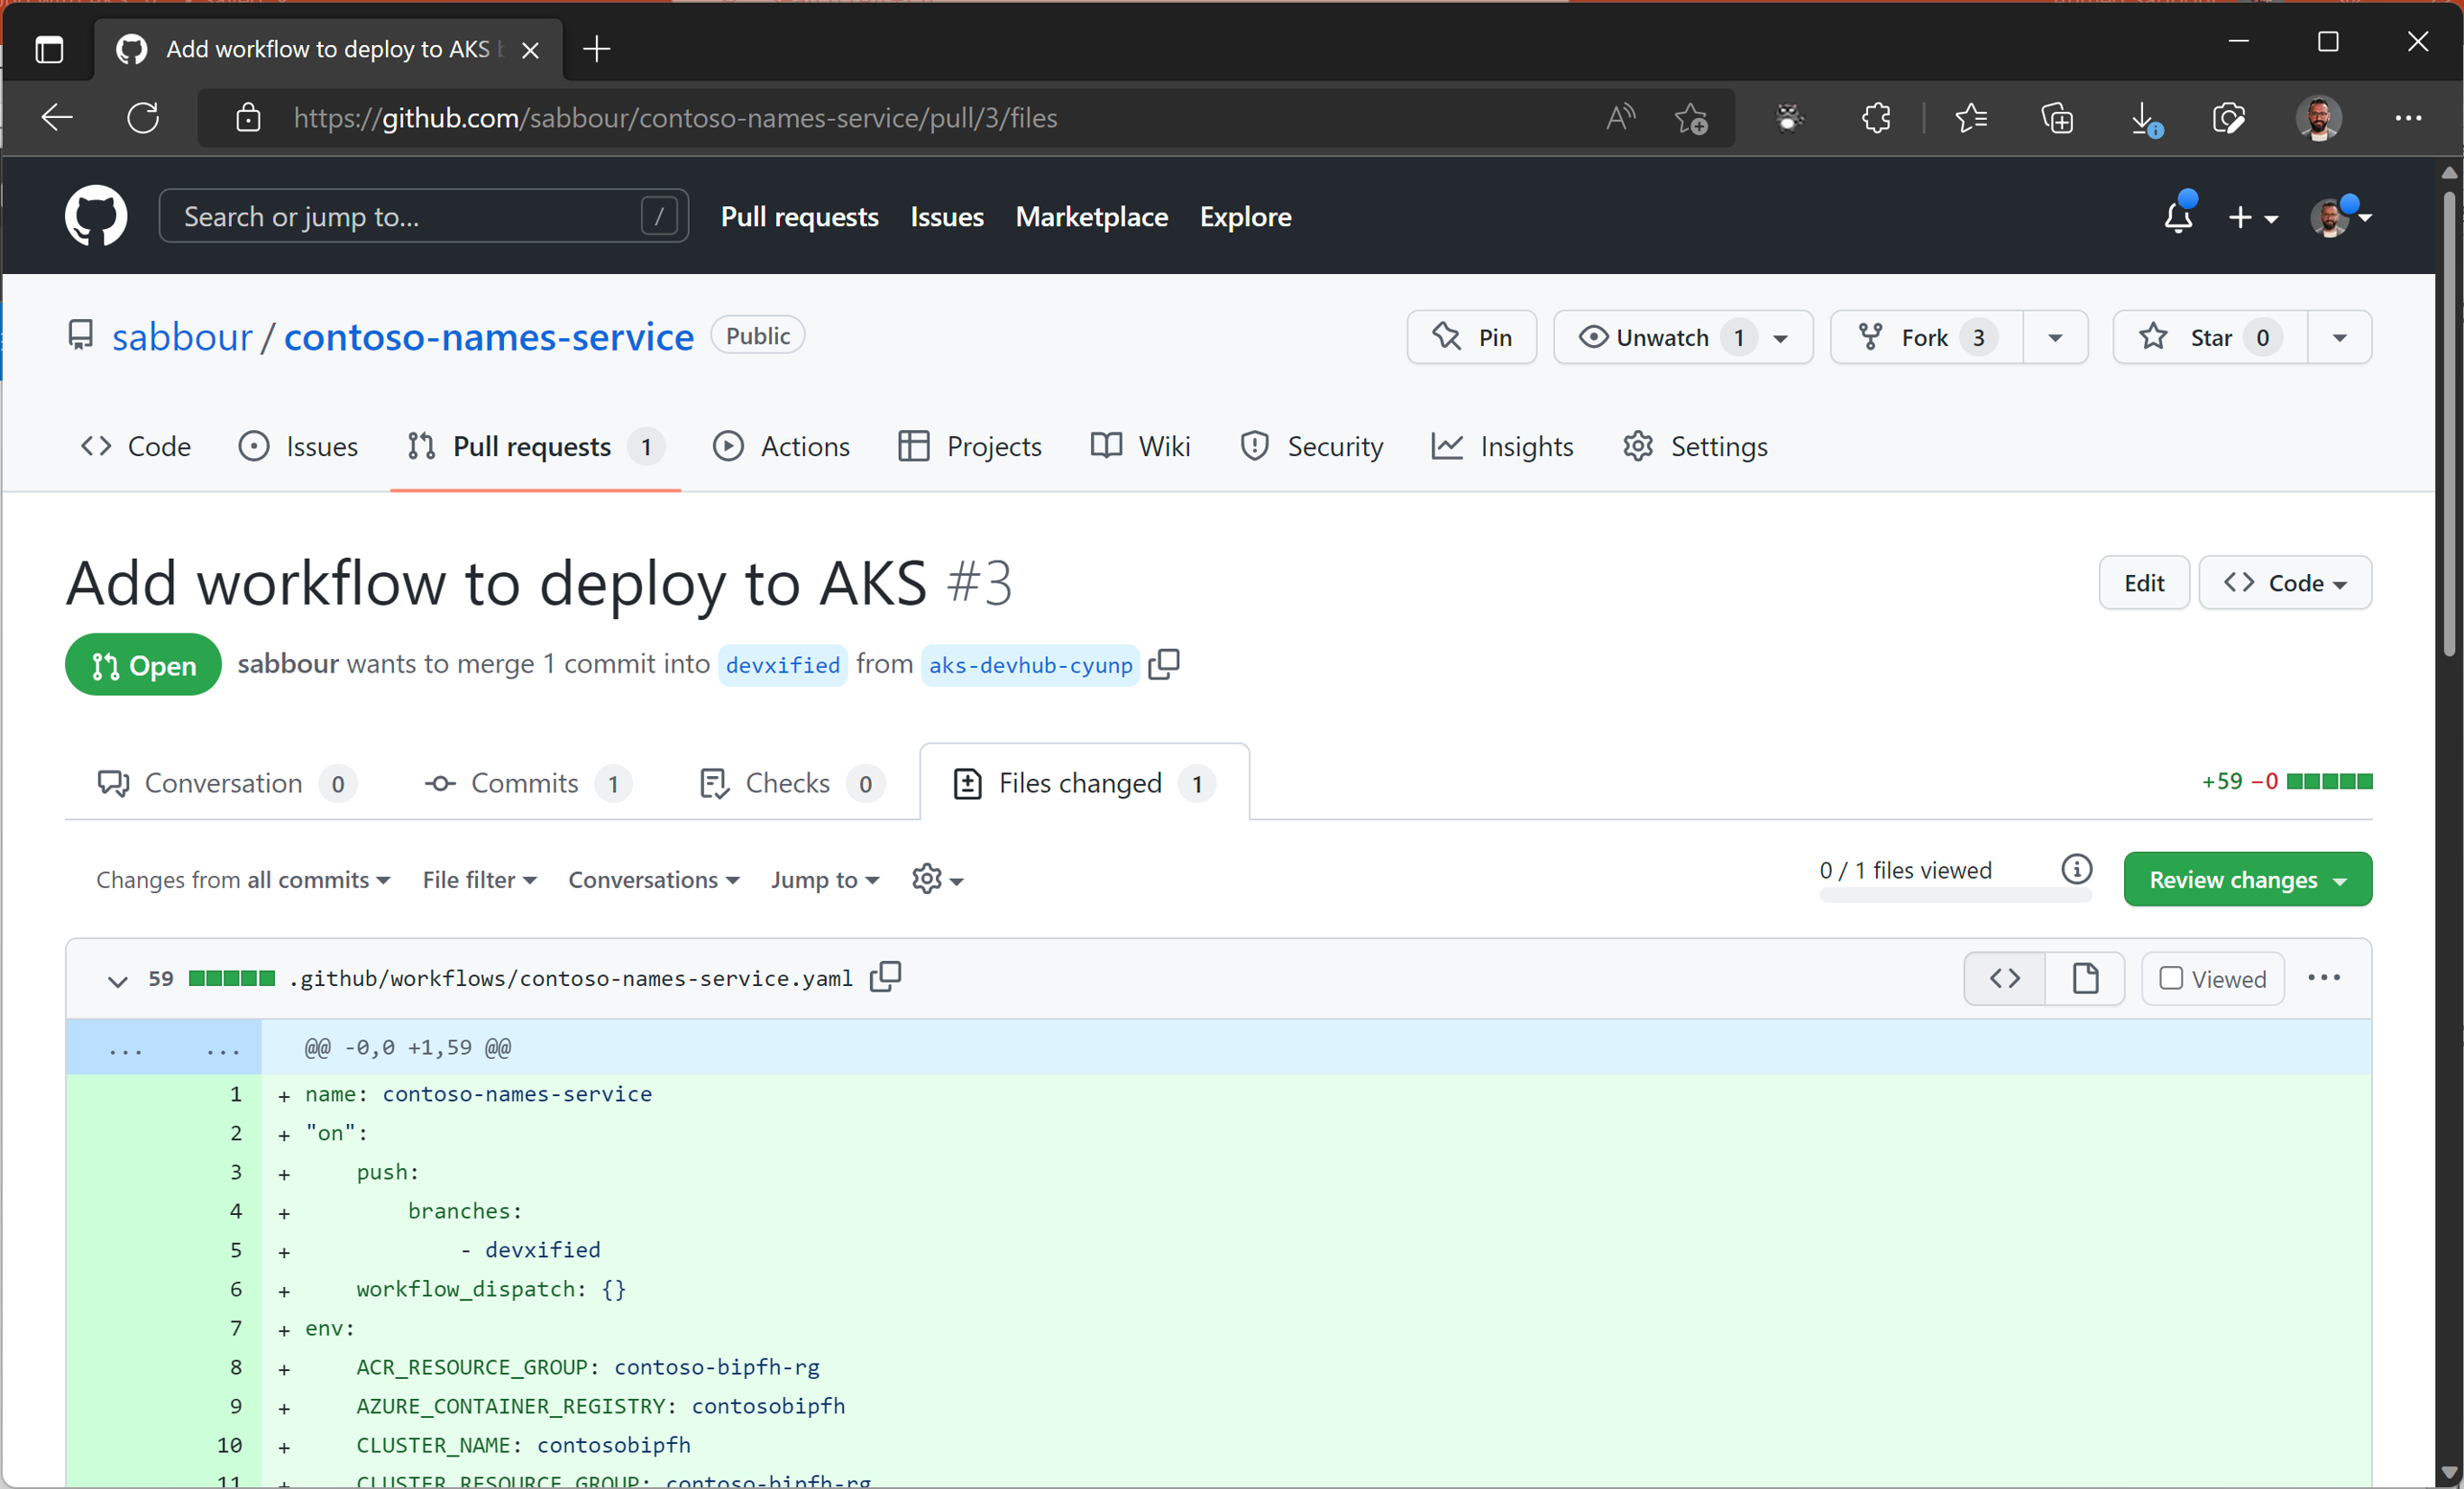 Add workflow to deploy to AKS
https://github.com/sabbour/contoso-names-service/pull/3/files
Search or jump to... /
Pull requests Issues Marketplace Explore
sabbour / contoso-names-service Public
Pin Unwatch 1 Fork 3 Star 0
Code Issues Pull requests 1 Actions Projects Wiki Security Insights Settings
Add workflow to deploy to AKS #3
Edit Code
Open sabbour wants to merge 1 commit into devxified from aks-devhub-cyunp
Conversation 0 Commits 1 Checks 0 Files changed 1 +59 −0
Changes from all commits File filter Conversations Jump to 0 / 1 files viewed Review changes
59 .github/workflows/contoso-names-service.yaml Viewed
... ... @@ -0,0 +1,59 @@
1 + name: contoso-names-service
2 + "on":
3 + push:
4 + branches:
5 + - devxified
6 + workflow_dispatch: {}
7 + env:
8 + ACR_RESOURCE_GROUP: contoso-bipfh-rg
9 + AZURE_CONTAINER_REGISTRY: contosobipfh
10 + CLUSTER_NAME: contosobipfh
11 + CLUSTER_RESOURCE_GROUP: contoso-bipfh-rg